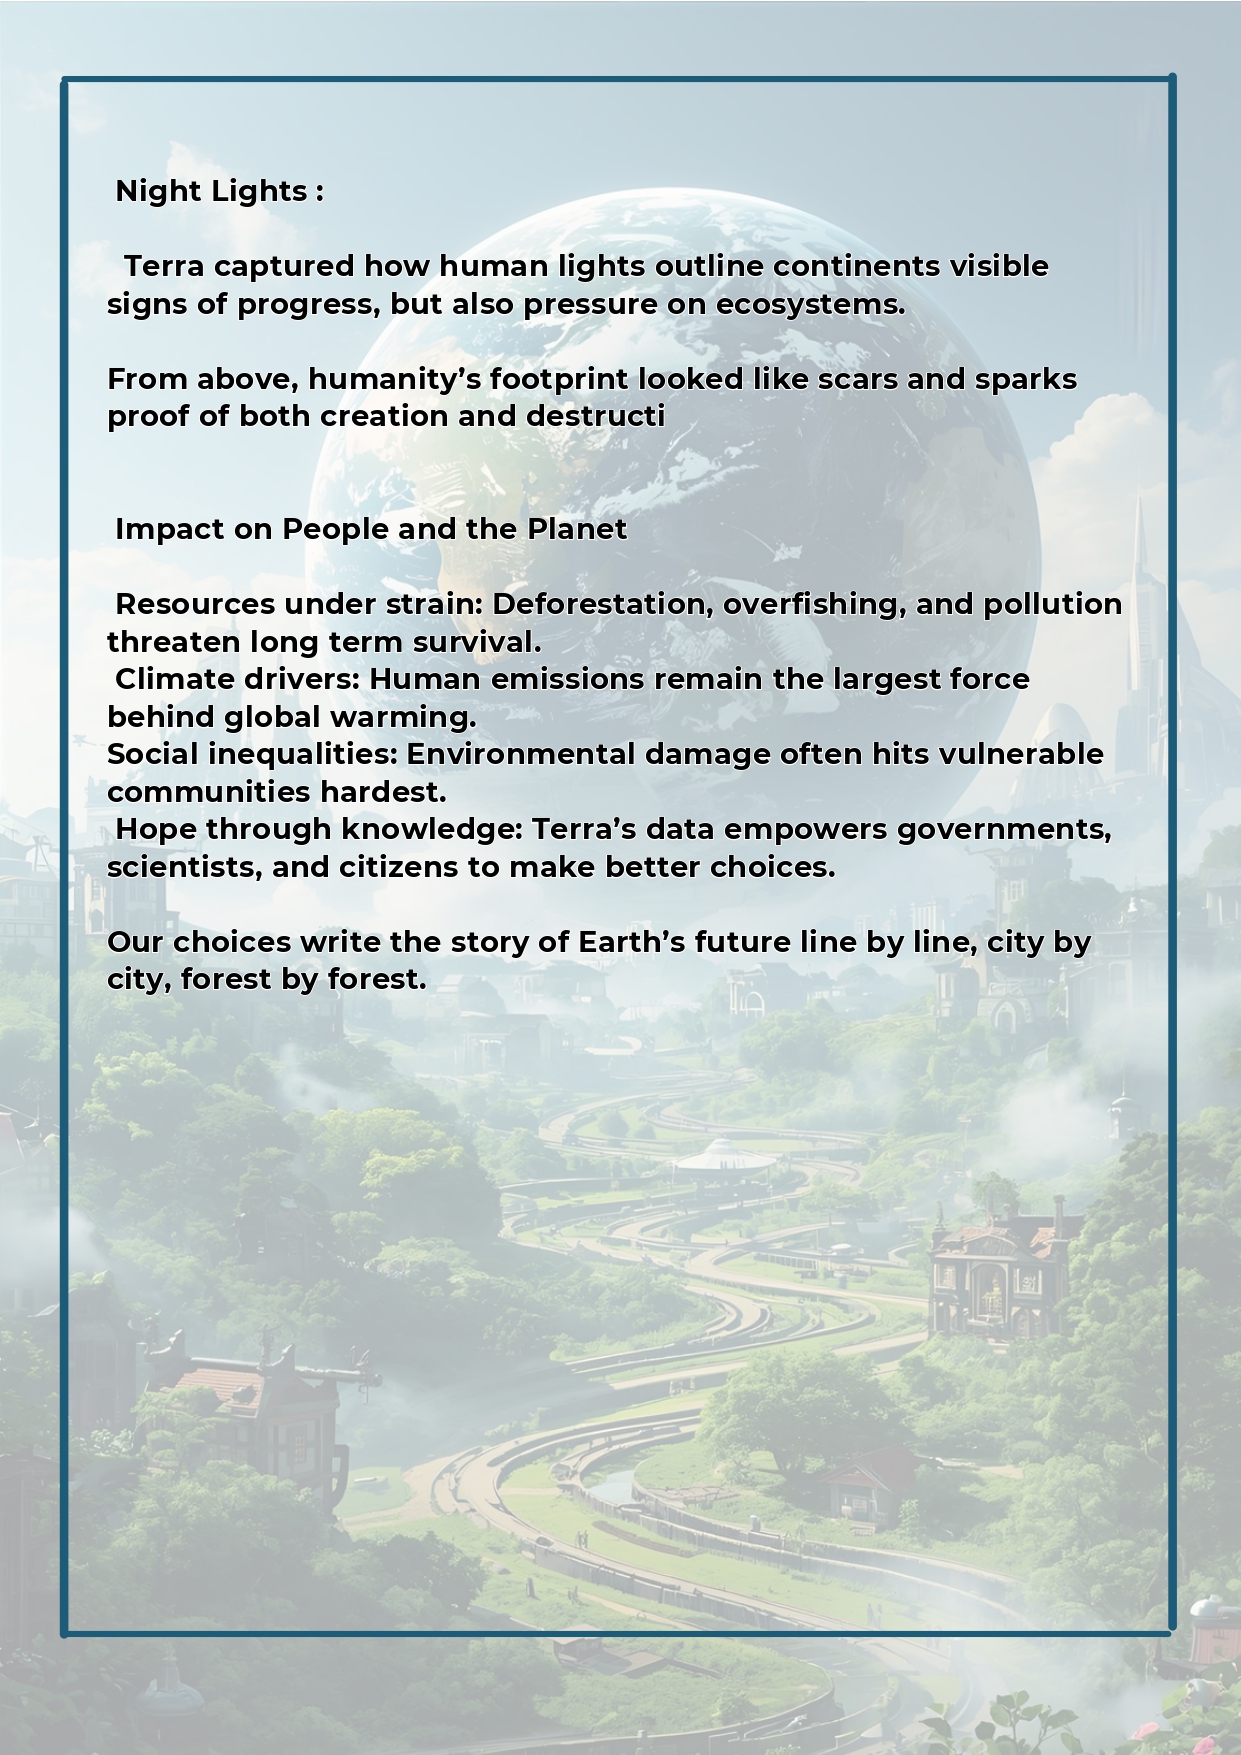 Night Lights :
Terra captured how human lights outline continents visible
signs of progress, but also pressure on ecosystems.
From above, humanity’s footprint looked like scars and sparks
proof of both creation and destructi
Impact on People and the Planet
Resources under strain: Deforestation, overfishing, and pollution
threaten long term survival.
Climate drivers: Human emissions remain the largest force
behind global warming.
Social inequalities: Environmental damage often hits vulnerable
communities hardest.
Hope through knowledge: Terra’s data empowers governments,
scientists, and citizens to make better choices.
Our choices write the story of Earth’s future line by line, city by
city, forest by forest.